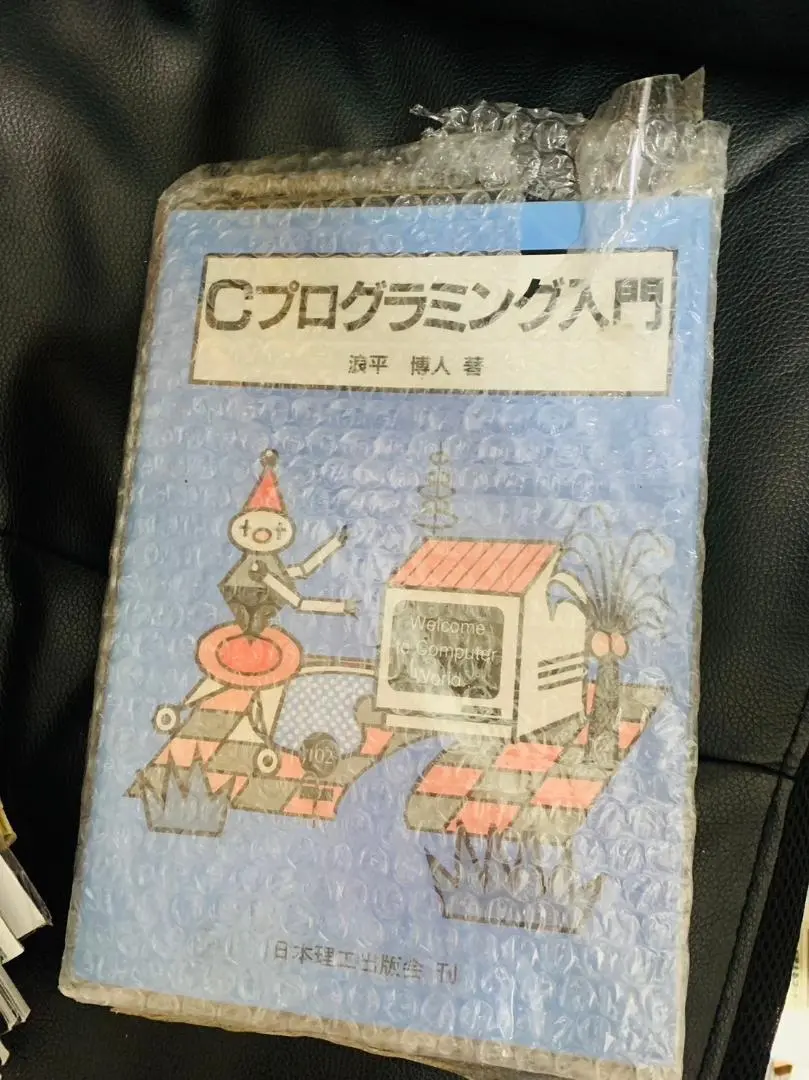 Cプログラミング入門
浪平 博人 著
Welcome
to Computer
World
102
日本理工出版会 刊